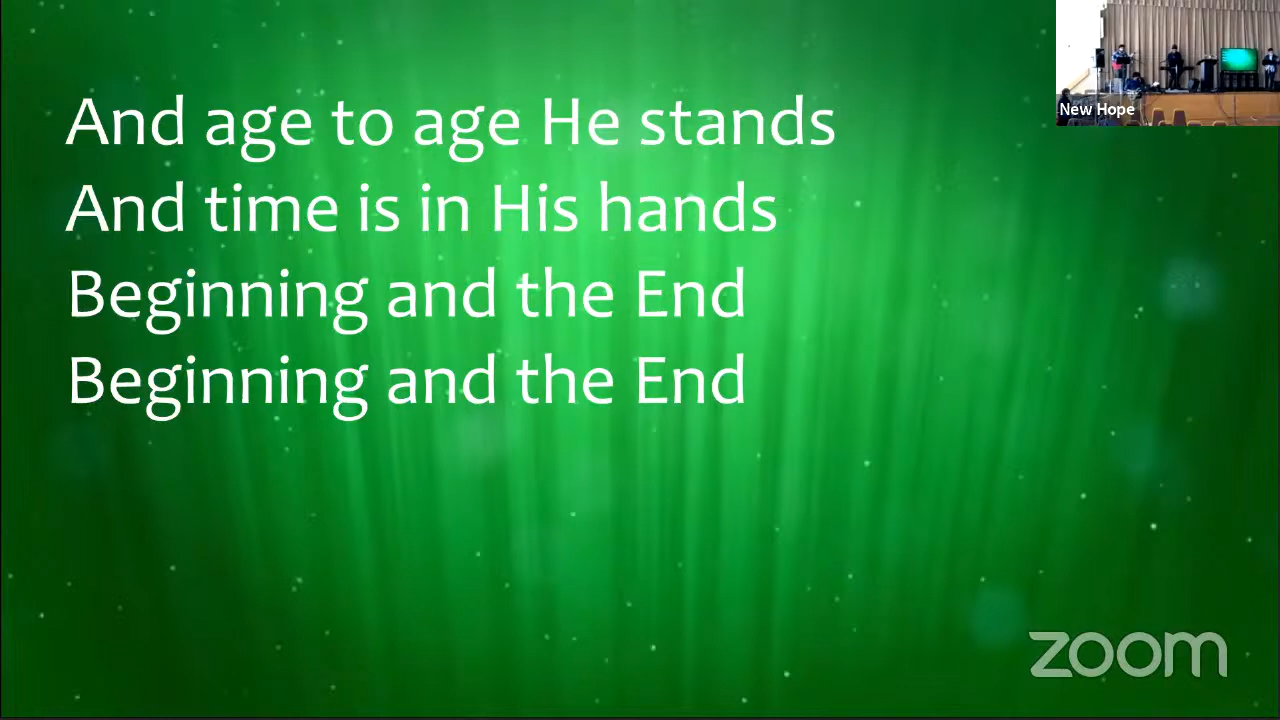 And age to age He stands
And time is in His hands
Beginning and the End
Beginning and the End
New Hope
zoom